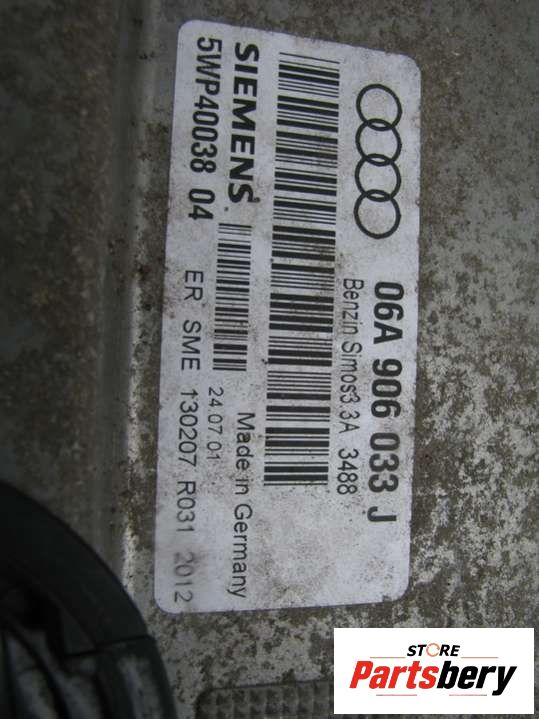 06A 906 033 J
Benzin Simos3.3A 3488
SIEMENS
5WP40038 04
Made in Germany
24.07.01
ER SME 130207 R031 2012
STORE
Partsbery